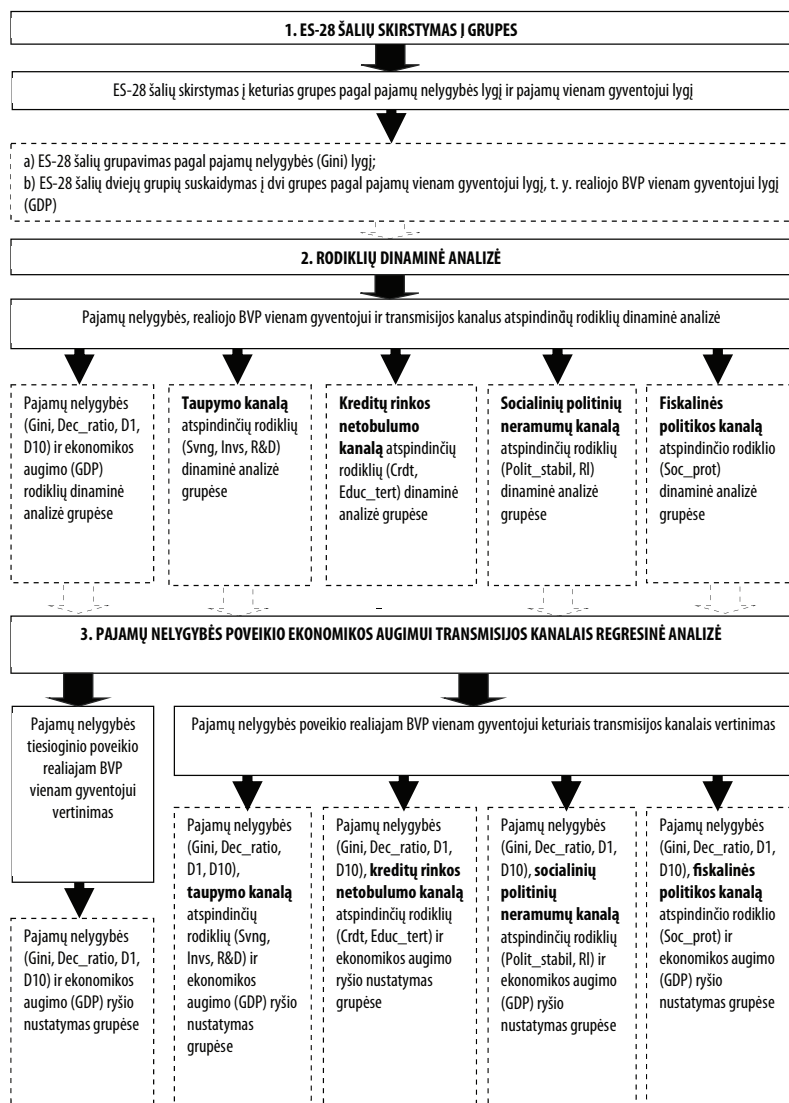 1. ES-28 ŠALIŲ SKIRSTYMAS Į GRUPES
ES-28 šalių skirstymas į keturias grupes pagal pajamų nelygybės lygį ir pajamų vienam gyventojui lygį
a) ES-28 šalių grupavimas pagal pajamų nelygybės (Gini) lygį;
b) ES-28 šalių dviejų grupių suskaidymas į dvi grupes pagal pajamų vienam gyventojui lygį, t. y. realiojo BVP vienam gyventojui lygį
(GDP)
2. RODIKLIŲ DINAMINĖ ANALIZĖ
Pajamų nelygybės, realiojo BVP vienam gyventojui ir transmisijos kanalus atspindinčių rodiklių dinaminė analizė
Pajamų nelygybės
(Gini, Dec_ratio, D1,
D10) ir ekonomikos
augimo (GDP)
rodiklių dinaminė
analizė grupėse
Taupymo kanalą
atspindinčių rodiklių
(Svng, Invs, R&D)
dinaminė analizė
grupėse
Kreditų rinkos
netobulumo
kanalą atspindinčių
rodiklių (Crdt,
Educ_tert) dinaminė
analizė grupėse
Socialinių politinių
neramumų kanalą
atspindinčių rodiklių
(Polit_stabil, Rl)
dinaminė analizė
grupėse
Fiskalinės
politikos kanalą
atspindinčio rodiklio
(Soc_prot)
dinaminė analizė
grupėse
3. PAJAMŲ NELYGYBĖS POVEIKIO EKONOMIKOS AUGIMUI TRANSMISIJOS KANALAIS REGRESINĖ ANALIZĖ
Pajamų nelygybės
tiesioginio poveikio
realiajam BVP
vienam gyventojui
vertinimas
Pajamų nelygybės poveikio realiajam BVP vienam gyventojui keturiais transmisijos kanalais vertinimas
Pajamų nelygybės
(Gini, Dec_ratio, D1,
D10) ir ekonomikos
augimo (GDP) ryšio
nustatymas grupėse
Pajamų nelygybės
(Gini, Dec_ratio,
D1, D10),
taupymo kanalą
atspindinčių
rodiklių (Svng,
Invs, R&D) ir
ekonomikos
augimo (GDP) ryšio
nustatymas
grupėse
Pajamų nelygybės
(Gini, Dec_ratio, D1,
D10), kreditų rinkos
netobulumo kanalą
atspindinčių rodiklių
(Crdt, Educ_tert) ir
ekonomikos augimo
ryšio nustatymas
grupėse
Pajamų nelygybės
(Gini, Dec_ratio, D1,
D10), socialinių
politinių
neramumų kanalą
atspindinčių rodiklių
(Polit_stabil, Rl) ir
ekonomikos augimo
(GDP) ryšio
nustatymas grupėse
Pajamų nelygybės
(Gini, Dec_ratio, D1,
D10), fiskalinės
politikos kanalą
atspindinčio rodiklio
(Soc_prot) ir
ekonomikos augimo
(GDP) ryšio
nustatymas grupėse